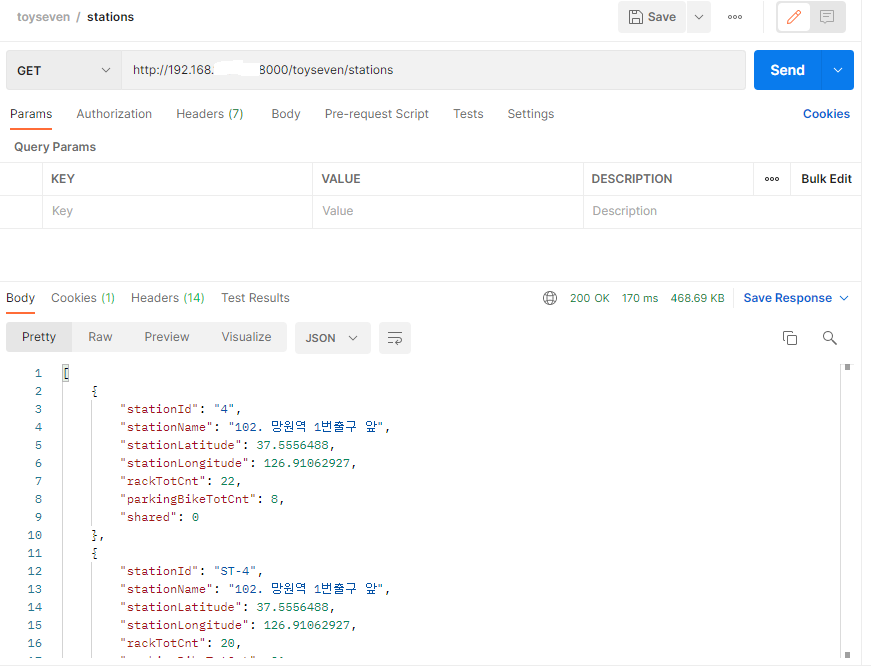 toyseven / stations
Save
GET
http://192.168. 8000/toyseven/stations
Send
Params Authorization Headers (7) Body Pre-request Script Tests Settings Cookies
Query Params
KEY VALUE DESCRIPTION ooo Bulk Edit
Key Value Description
Body Cookies (1) Headers (14) Test Results 200 OK 170 ms 468.69 KB Save Response
Pretty Raw Preview Visualize JSON
1 [
2 {
3 "stationId": "4",
4 "stationName": "102. 망원역 1번출구 앞",
5 "stationLatitude": 37.5556488,
6 "stationLongitude": 126.91062927,
7 "rackTotCnt": 22,
8 "parkingBikeTotCnt": 8,
9 "shared": 0
10 },
11 {
12 "stationId": "ST-4",
13 "stationName": "102. 망원역 1번출구 앞",
14 "stationLatitude": 37.5556488,
15 "stationLongitude": 126.91062927,
16 "rackTotCnt": 20,